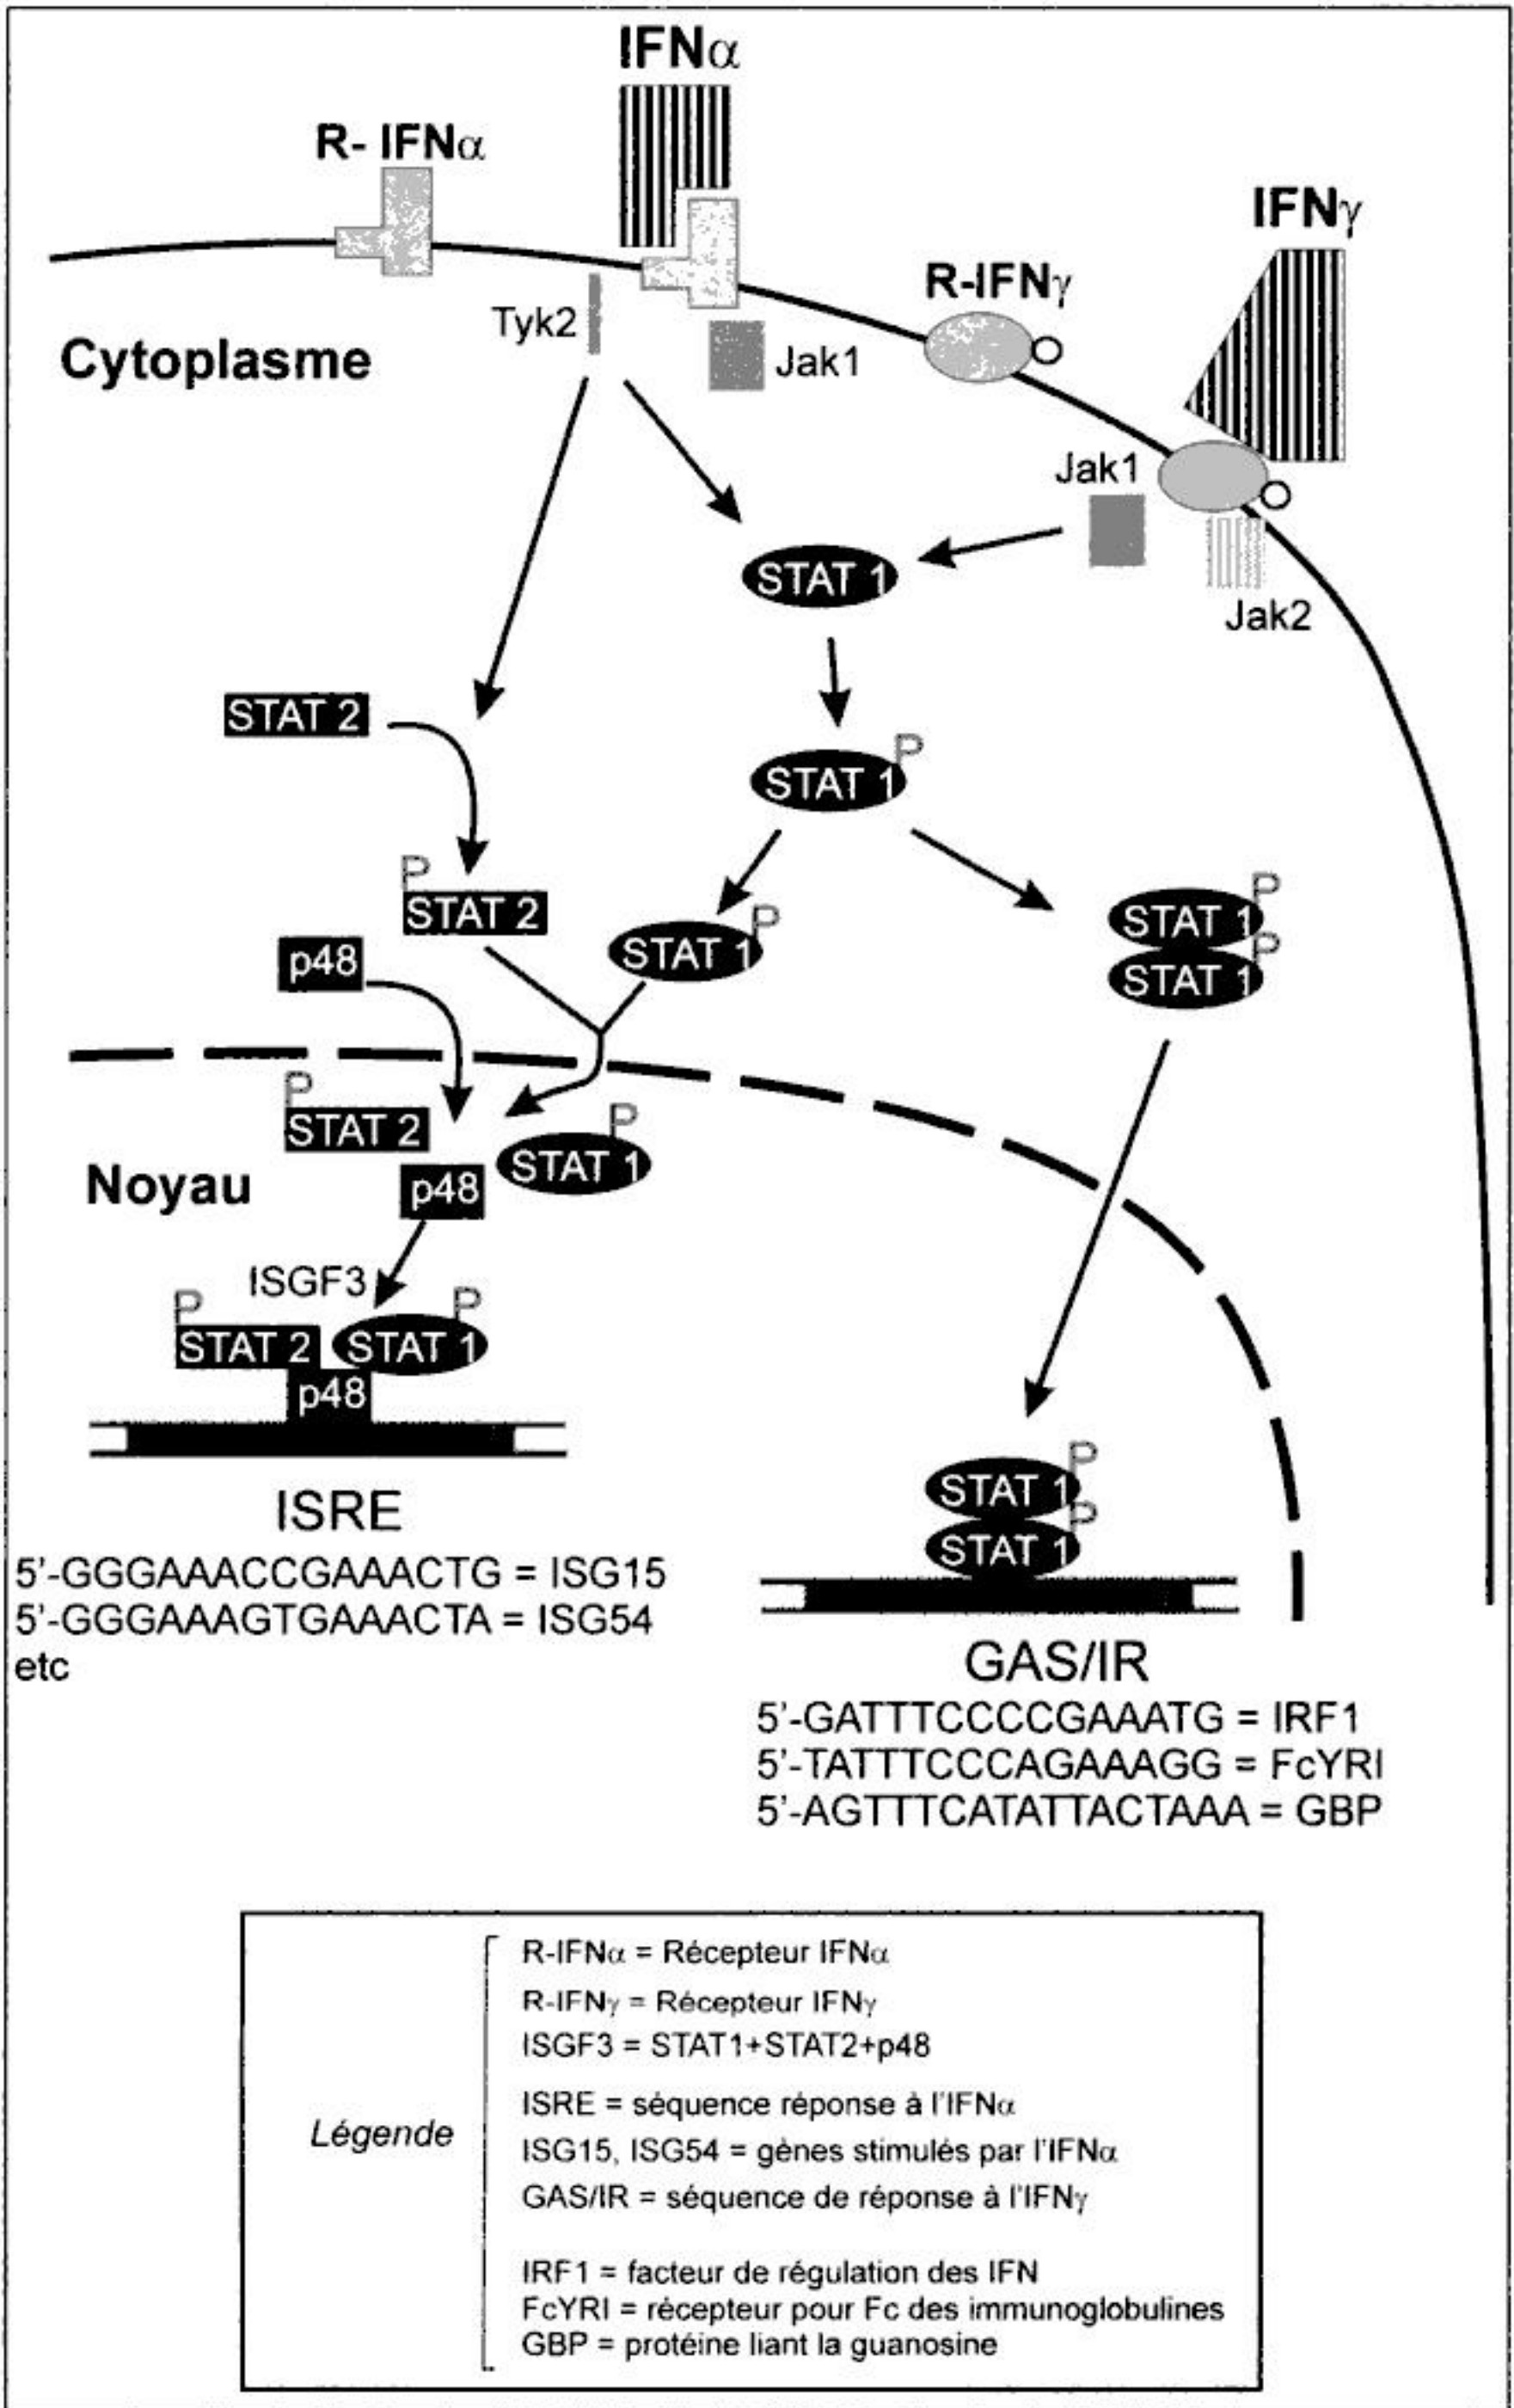 IFNα
R- IFNα
IFNγ
R-IFNγ
Tyk2
Cytoplasme
Jak1
Jak1
STAT 1
Jak2
STAT 2
P
STAT 1
P
STAT 2
P
STAT 1
P
STAT 1
P
STAT 1
p48
P
STAT 2
P
STAT 1
Noyau
p48
ISGF3
P
STAT 2
P
STAT 1
p48
P
STAT 1
P
STAT 1
ISRE
5'-GGGAAACCGAAACTG = ISG15
5'-GGGAAAGTGAAACTA = ISG54
etc
GAS/IR
5'-GATTTCCCCGAAATG = IRF1
5'-TATTTCCCAGAAAGG = FcYRI
5'-AGTTTCATATTACTAAA = GBP
Légende
R-IFNα = Récepteur IFNα
R-IFNγ = Récepteur IFNγ
ISGF3 = STAT1+STAT2+p48
ISRE = séquence réponse à l'IFNα
ISG15, ISG54 = gènes stimulés par l'IFNα
GAS/IR = séquence de réponse à l'IFNγ
IRF1 = facteur de régulation des IFN
FcYRI = récepteur pour Fc des immunoglobulines
GBP = protéine liant la guanosine